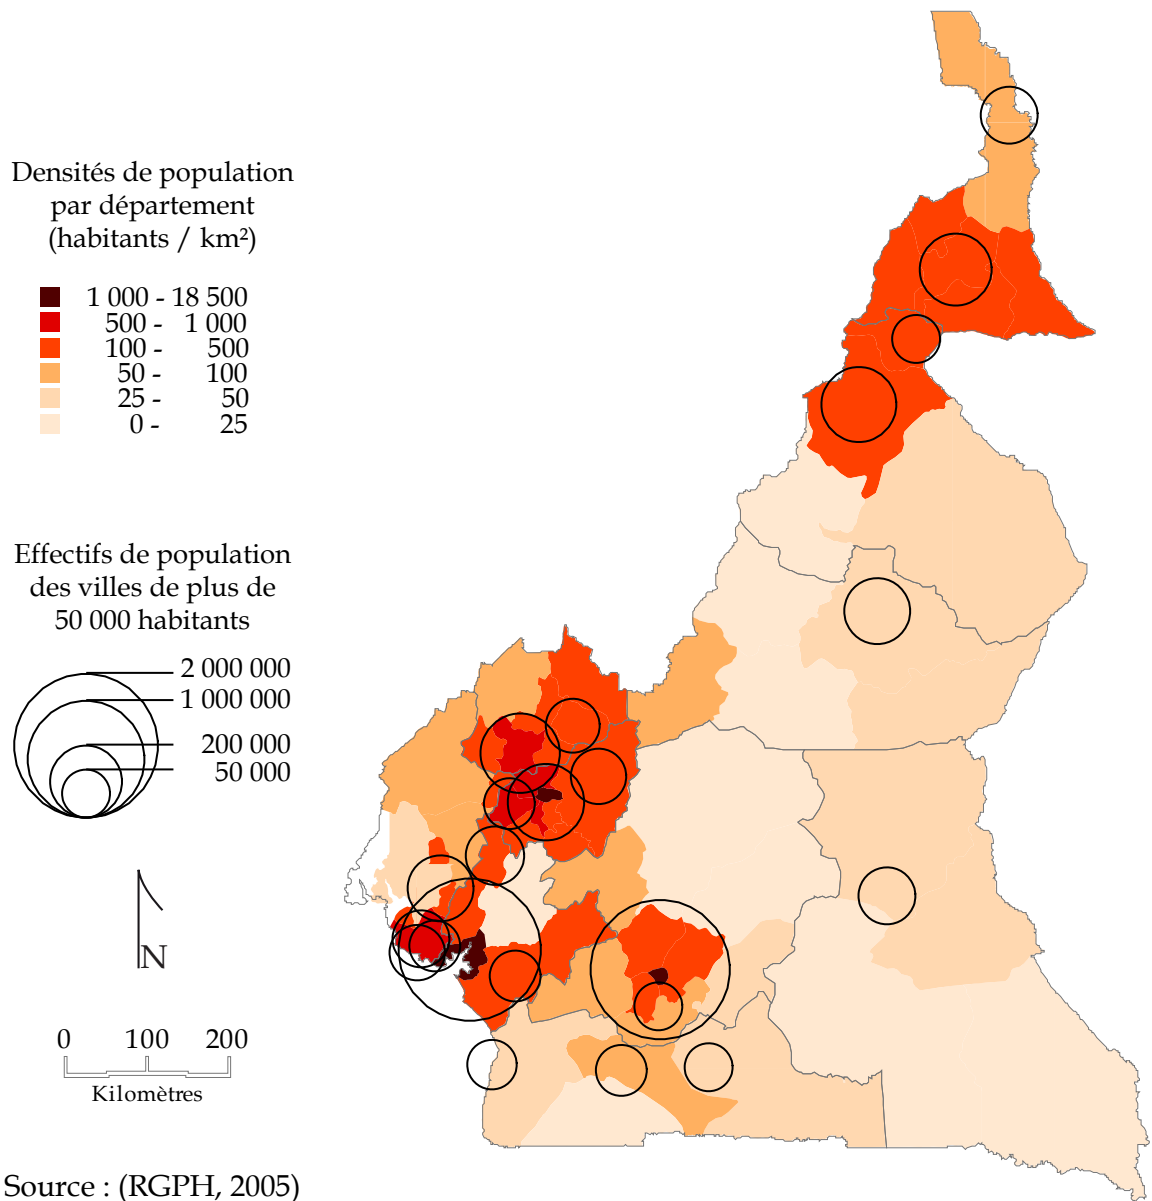 Densités de population
par département
(habitants / km²)
1 000 - 18 500
500 - 1 000
100 - 500
50 - 100
25 - 50
0 - 25
Effectifs de population
des villes de plus de
50 000 habitants
2 000 000
1 000 000
200 000
50 000
N
0 100 200
Kilomètres
Source : (RGPH, 2005)